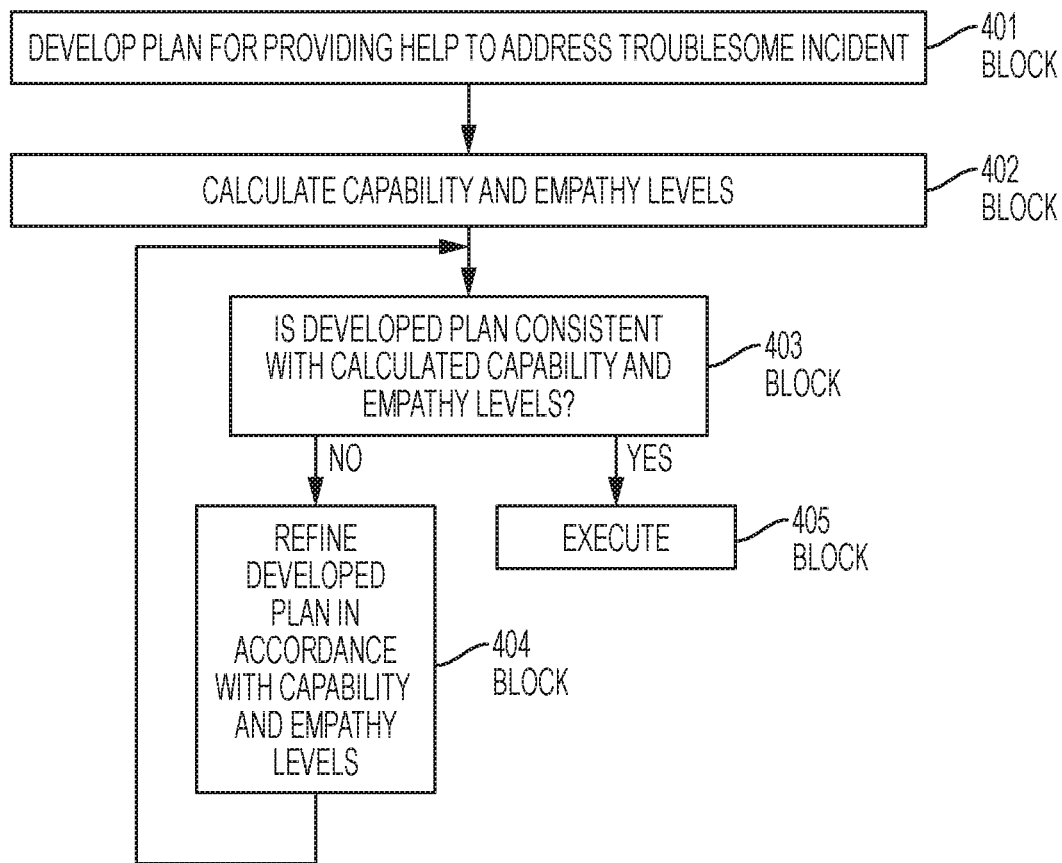 DEVELOP PLAN FOR PROVIDING HELP TO ADDRESS TROUBLESOME INCIDENT
401
BLOCK
CALCULATE CAPABILITY AND EMPATHY LEVELS
402
BLOCK
IS DEVELOPED PLAN CONSISTENT
WITH CALCULATED CAPABILITY AND
EMPATHY LEVELS?
403
BLOCK
NO
YES
REFINE
DEVELOPED
PLAN IN
ACCORDANCE
WITH CAPABILITY
AND EMPATHY
LEVELS
404
BLOCK
EXECUTE
405
BLOCK